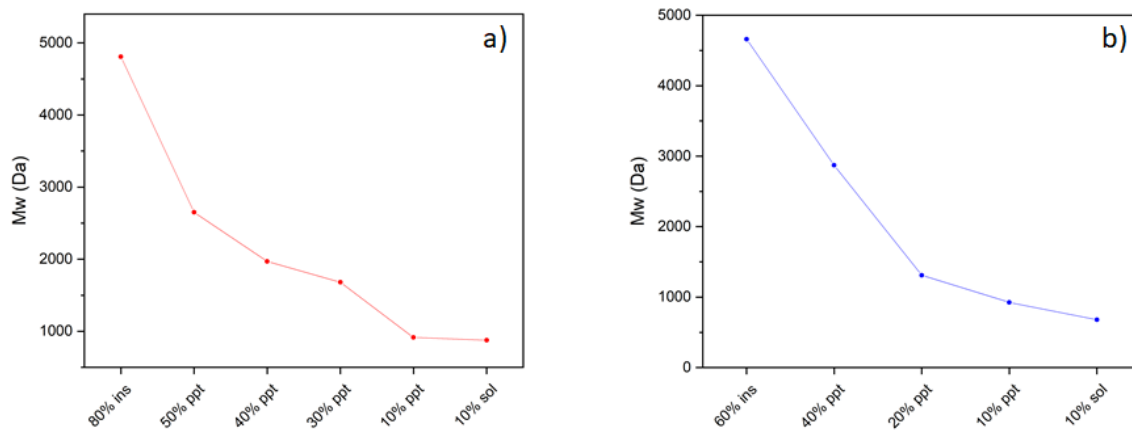 a)
5000
4000
3000
2000
1000
Mw (Da)
80% ins
50% ppt
40% ppt
30% ppt
10% ppt
10% sol
b)
5000
4000
3000
2000
1000
0
Mw (Da)
60% ins
40% ppt
20% ppt
10% ppt
10% sol